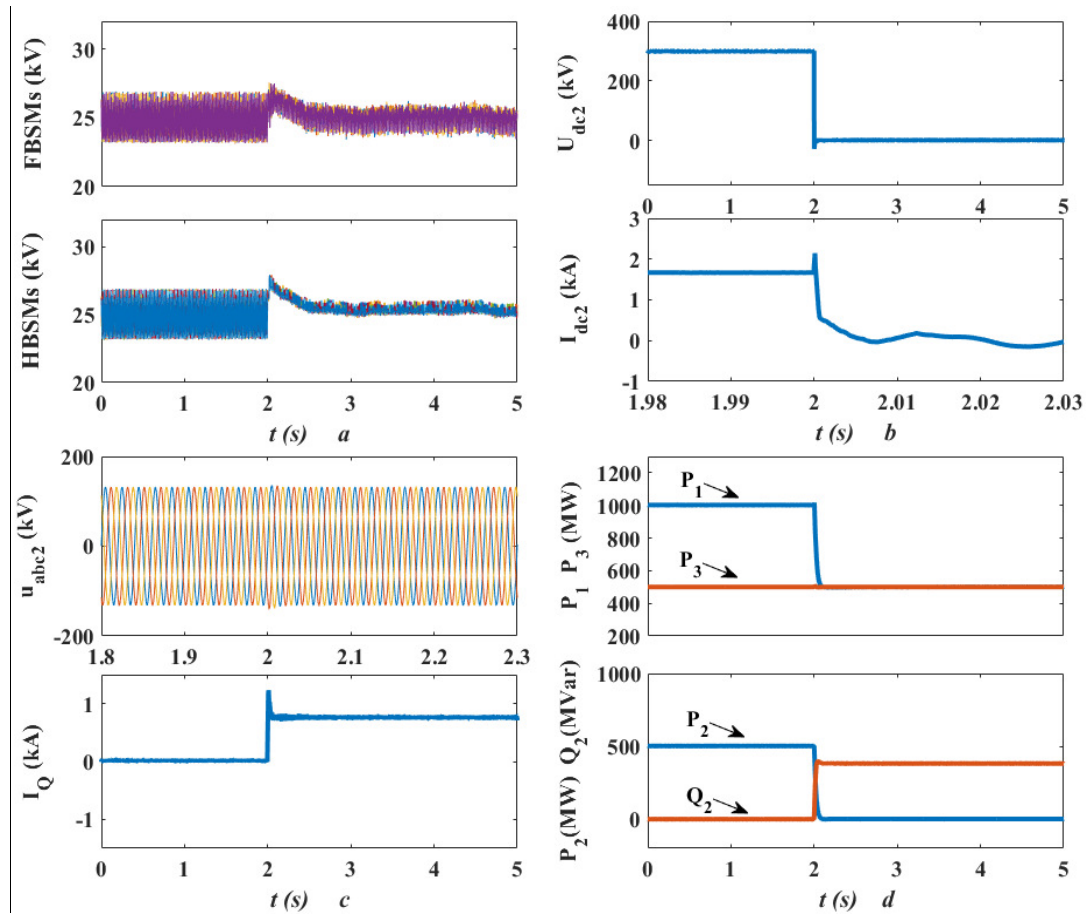 FBSMs (kV)
30
25
20
HBSMs (kV)
30
25
20
0 1 2 3 4 5
t (s) a
U_dc2 (kV)
400
200
0
0 1 2 3 4 5
I_dc2 (kA)
3
2
1
0
-1
1.98 1.99 2 2.01 2.02 2.03
t (s) b
u_abc2 (kV)
200
0
-200
1.8 1.9 2 2.1 2.2 2.3
I_Q (kA)
1
0
-1
0 1 2 3 4 5
t (s) c
P_1 P_3 (MW)
1200
1000
800
600
400
200
P_1
P_3
P_2(MW) Q_2(MVar)
1000
500
0
P_2
Q_2
0 1 2 3 4 5
t (s) d